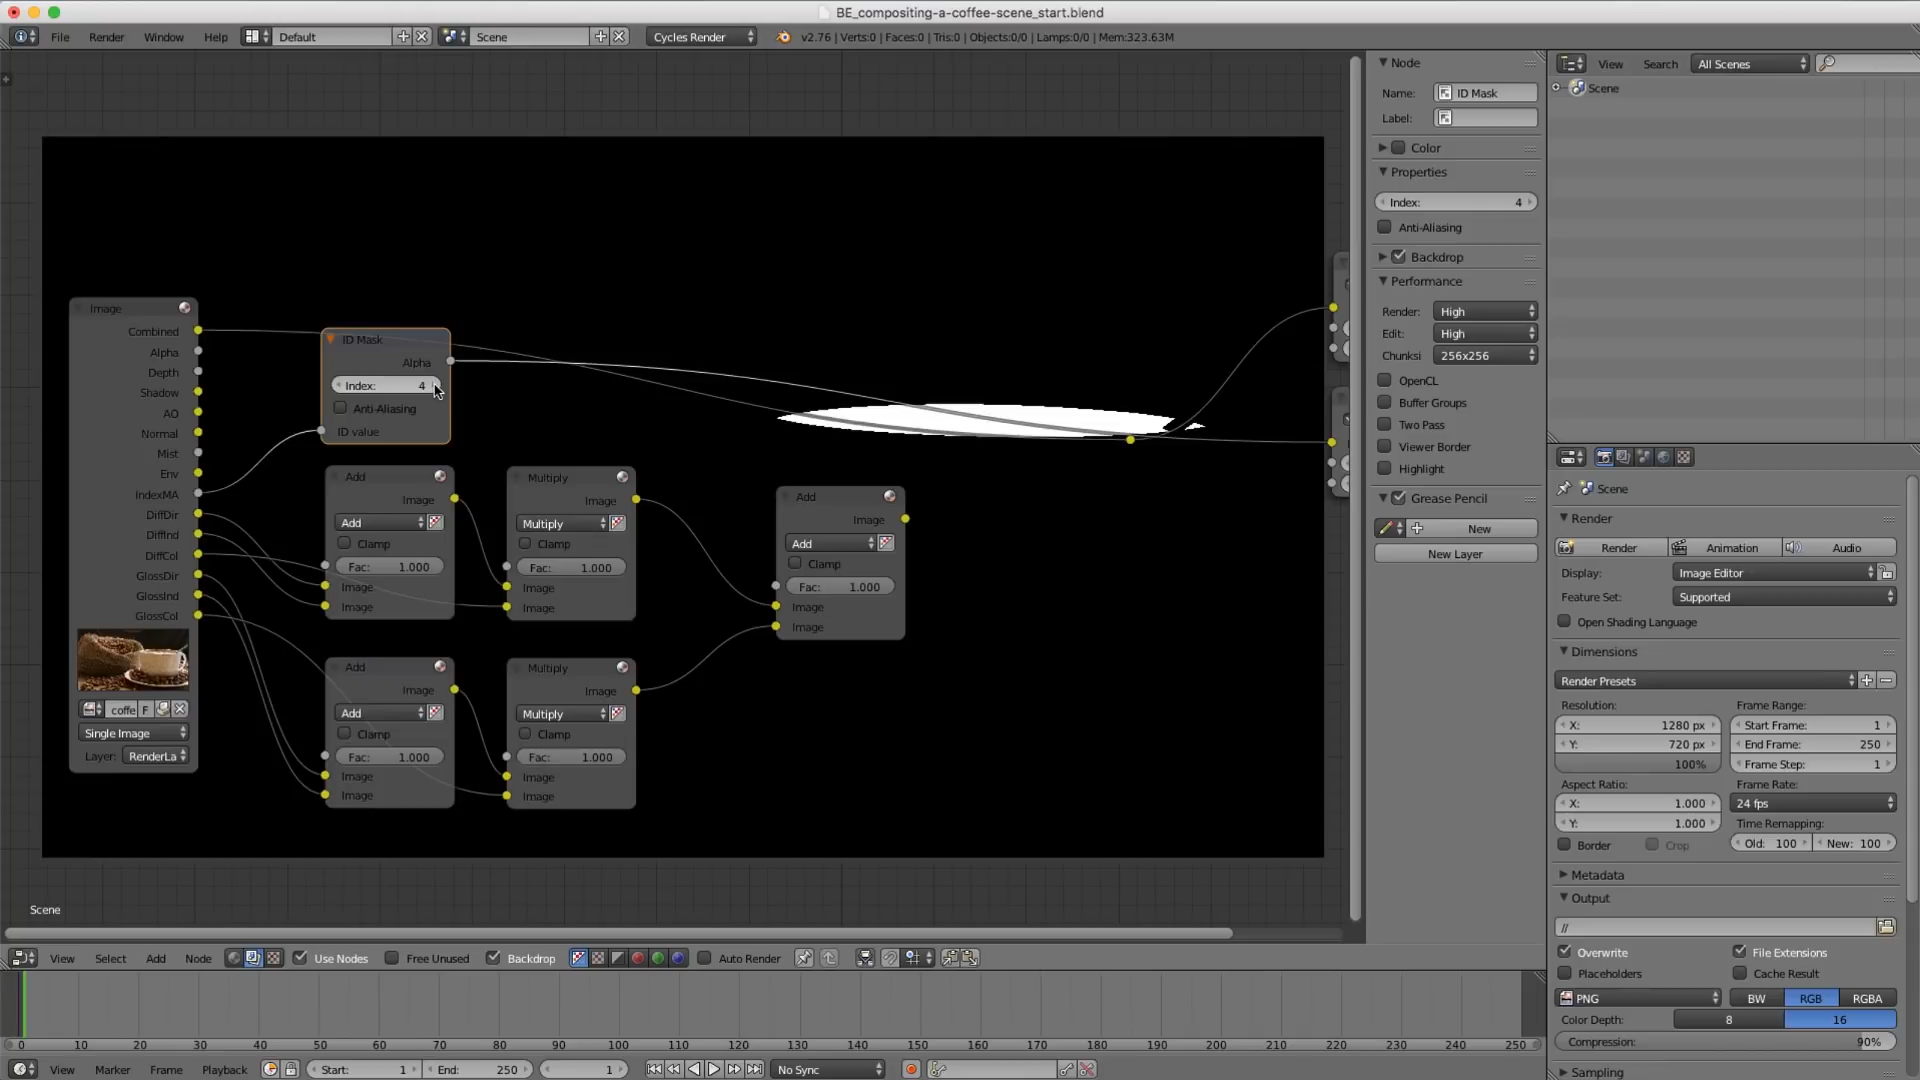 BE_compositing-a-coffee-scene_start.blend
File Render Window Help Default Scene Cycles Render v2.76 | Verts:0 | Faces:0 | Tris:0 | Objects:0/0 | Lamps:0/0 | Mem:323.63M
Node
Name: ID Mask
Label:
Color
Properties
Index: 4
Anti-Aliasing
Backdrop
Performance
Render: High
Edit: High
Chunksi 256x256
OpenCL
Buffer Groups
Two Pass
Viewer Border
Highlight
Grease Pencil
New
New Layer
View Search All Scenes
Scene
Image
Combined
Alpha
Depth
Shadow
AO
Normal
Mist
Env
IndexMA
DiffDir
DiffInd
DiffCol
GlossDir
GlossInd
GlossCol
coffe F
Single Image
Layer: RenderLa
ID Mask
Alpha
Index: 4
Anti-Aliasing
ID value
Add
Image
Add
Clamp
Fac: 1.000
Image
Image
Multiply
Image
Multiply
Clamp
Fac: 1.000
Image
Image
Add
Image
Add
Clamp
Fac: 1.000
Image
Image
Add
Image
Add
Clamp
Fac: 1.000
Image
Image
Multiply
Image
Multiply
Clamp
Fac: 1.000
Image
Image
Scene
Scene
Render
Render Animation Audio
Display: Image Editor
Feature Set: Supported
Open Shading Language
Dimensions
Render Presets
Resolution: Frame Range:
X: 1280 px Start Frame: 1
Y: 720 px End Frame: 250
100% Frame Step: 1
Aspect Ratio: Frame Rate:
X: 1.000 24 fps
Y: 1.000 Time Remapping:
Border Crop Old: 100 New: 100
Metadata
Output
//
Overwrite File Extensions
Placeholders Cache Result
PNG BW RGB RGBA
Color Depth: 8 16
Compression: 90%
Sampling
View Select Add Node Use Nodes Free Unused Backdrop Auto Render
0 10 20 30 40 50 60 70 80 90 100 110 120 130 140 150 160 170 180 190 200 210 220 230 240 250
View Marker Frame Playback Start: 1 End: 250 1 No Sync